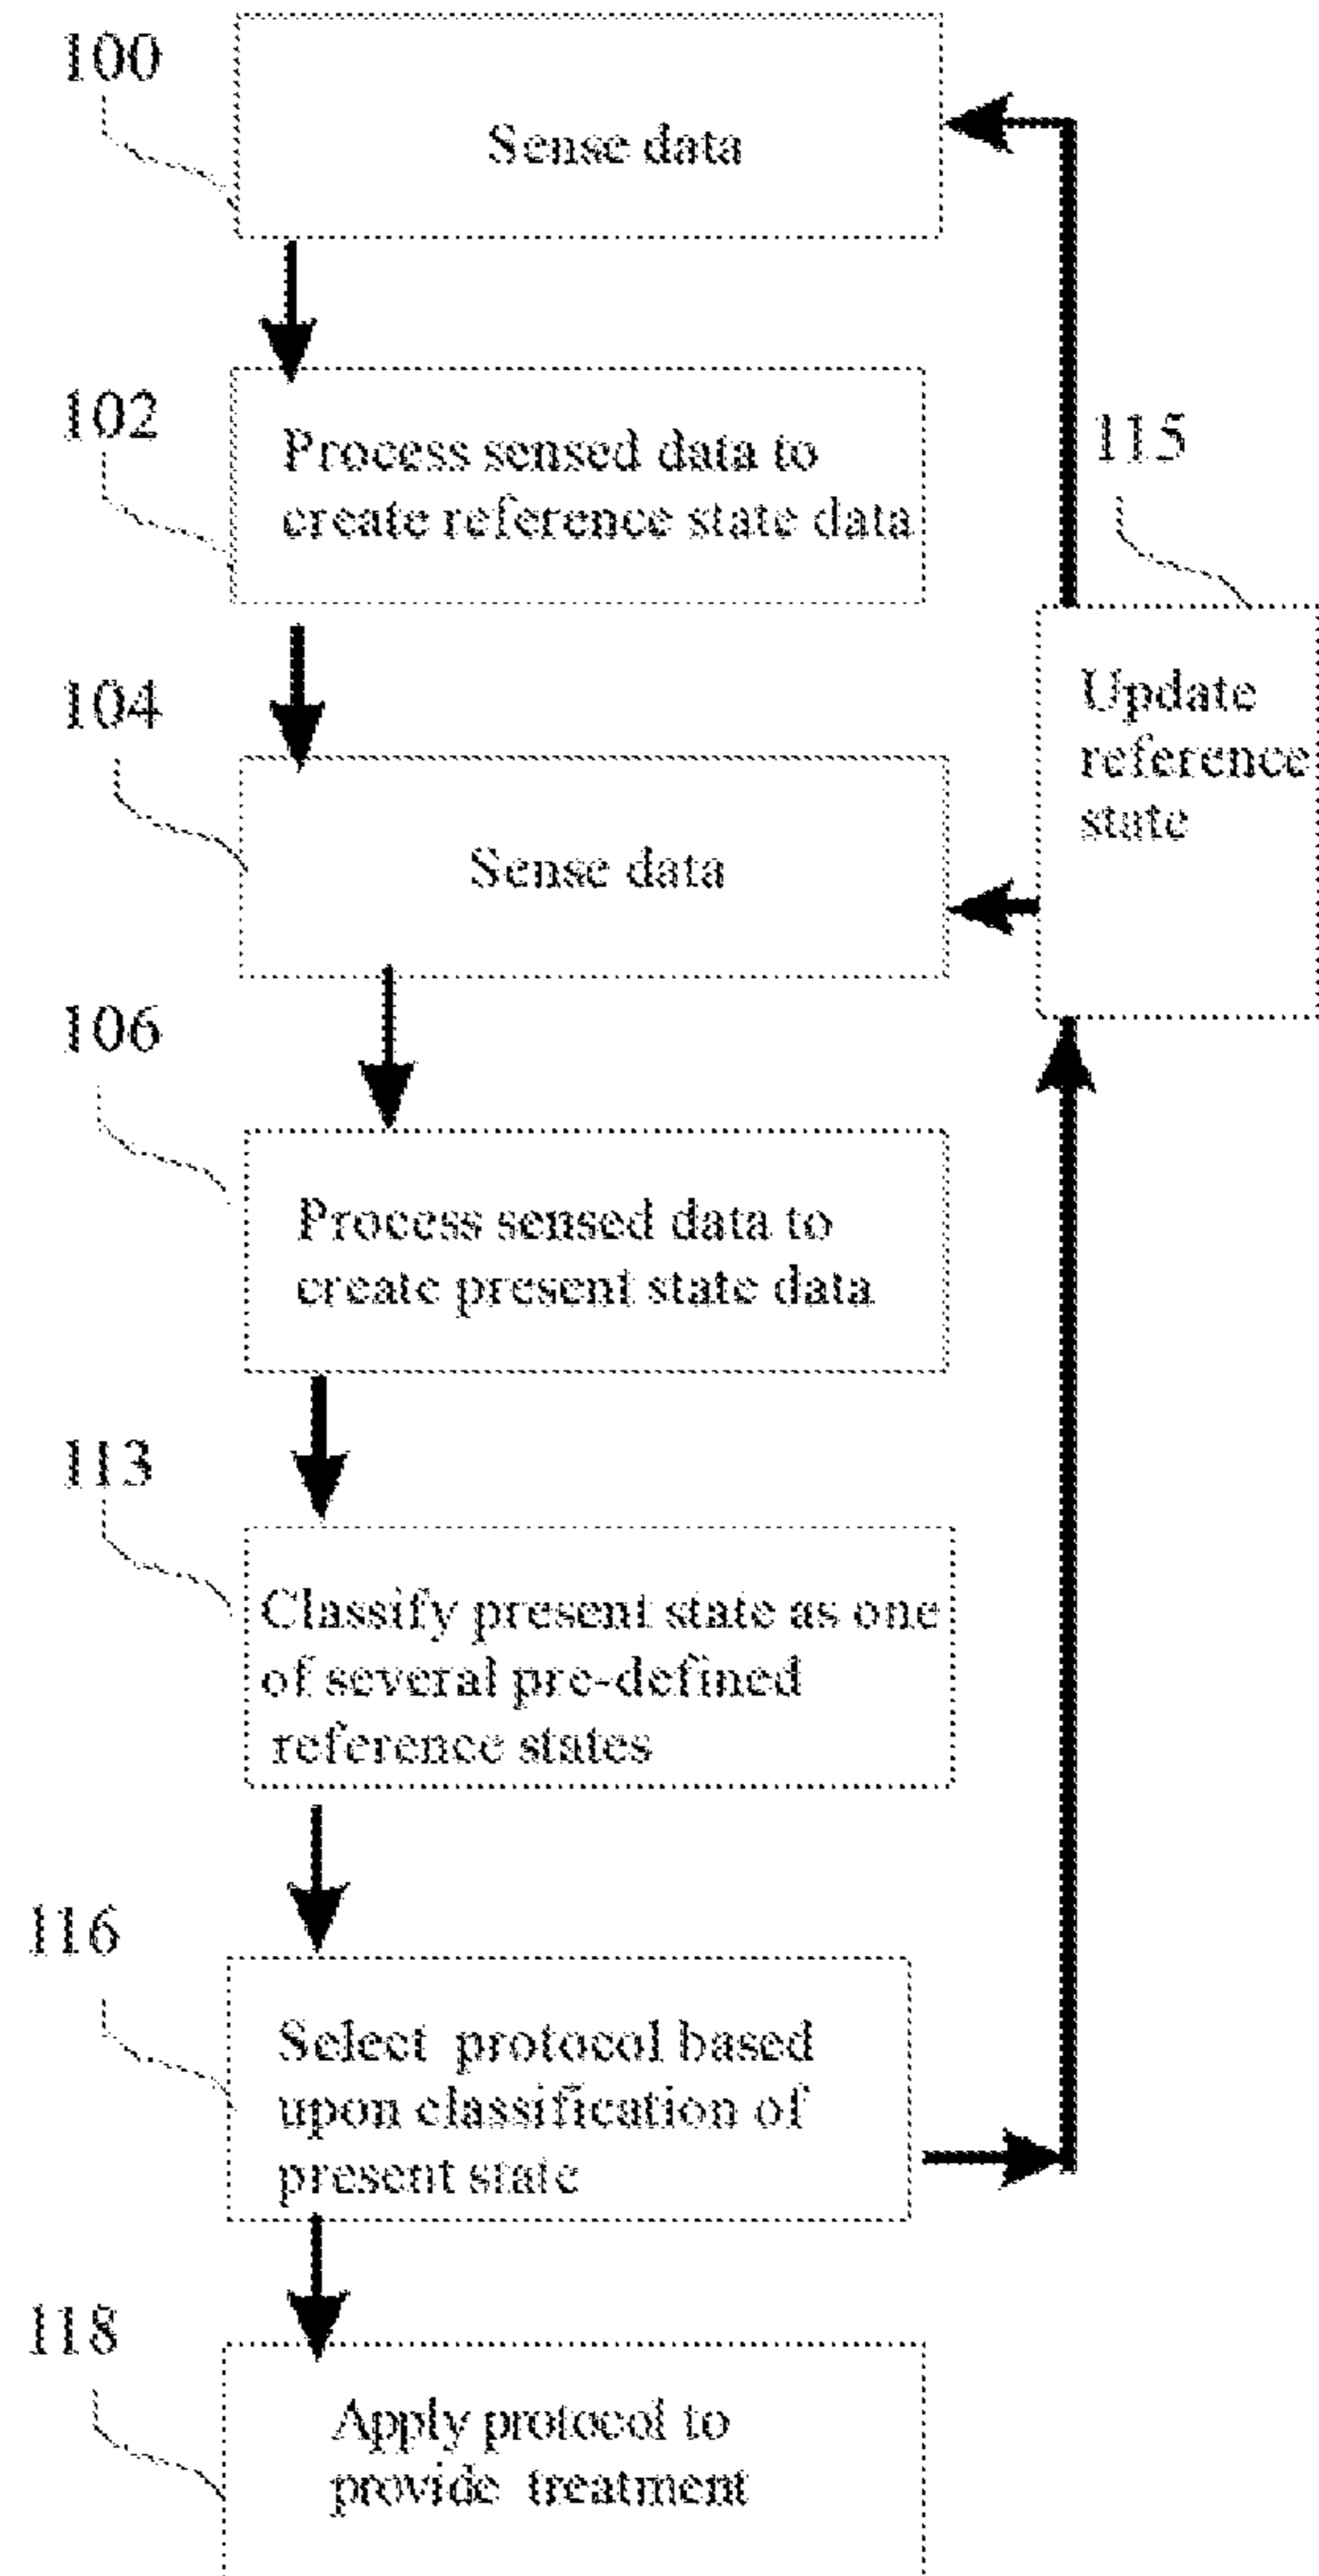 100
Sense data
102
Process sensed data to
create reference state data
115
Update
reference
state
104
Sense data
106
Process sensed data to
create present state data
113
Classify present state as one
of several pre-defined
reference states
116
Select protocol based
upon classification of
present state
118
Apply protocol to
provide treatment